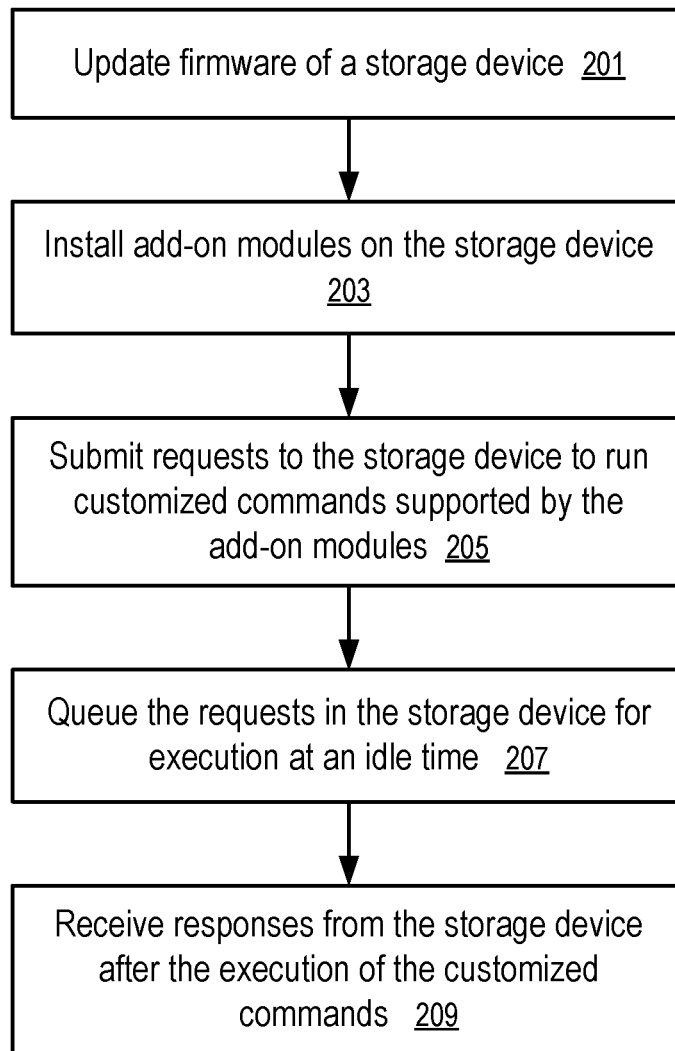 Update firmware of a storage device 201
Install add-on modules on the storage device
203
Submit requests to the storage device to run
customized commands supported by the
add-on modules 205
Queue the requests in the storage device for
execution at an idle time 207
Receive responses from the storage device
after the execution of the customized
commands 209